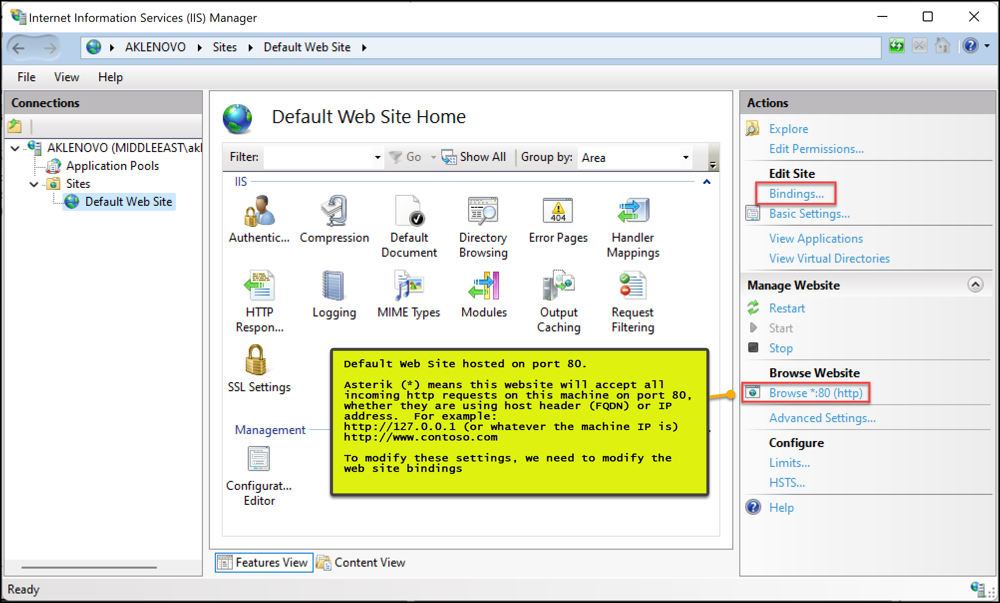 Internet Information Services (IIS) Manager
AKLENOVO
Sites
Default Web Site
File
View
Help
Connections
AKLENOVO (MIDDLEEAST\akl
Application Pools
Sites
Default Web Site
Default Web Site Home
Filter:
Go
Show All
Group by:
Area
IIS
Authentic...
Compression
Default
Document
Directory
Browsing
404
Error Pages
Handler
Mappings
HTTP
Respon...
Logging
MIME Types
Modules
Output
Caching
Request
Filtering
SSL Settings
Management
Configurat...
Editor
Default Web Site hosted on port 80.
Asterik (*) means this website will accept all
incoming http requests on this machine on port 80,
whether they are using host header (FQDN) or IP
address.  For example:
http://127.0.0.1 (or whatever the machine IP is)
http://www.contoso.com
To modify these settings, we need to modify the
web site bindings
Features View
Content View
Actions
Explore
Edit Permissions...
Edit Site
Bindings...
Basic Settings...
View Applications
View Virtual Directories
Manage Website
Restart
Start
Stop
Browse Website
Browse *:80 (http)
Advanced Settings...
Configure
Limits...
HSTS...
Help
Ready